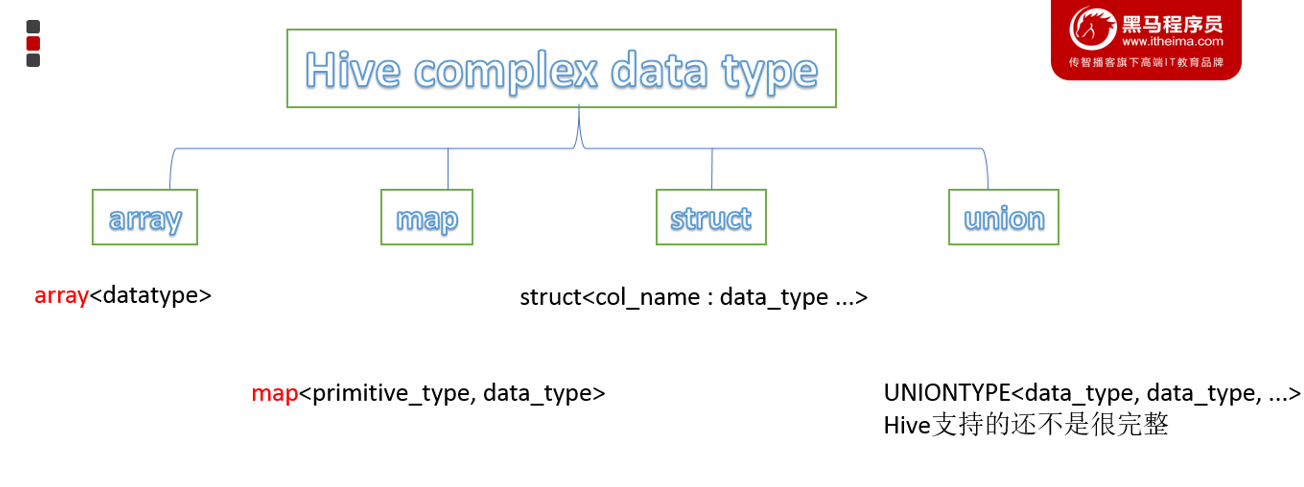 黑马程序员
www.itheima.com
传智播客旗下高端IT教育品牌
Hive complex data type
array
map
struct
union
array<datatype>
struct<col_name : data_type ...>
map<primitive_type, data_type>
UNIONTYPE<data_type, data_type, ...>
Hive支持的还不是很完整